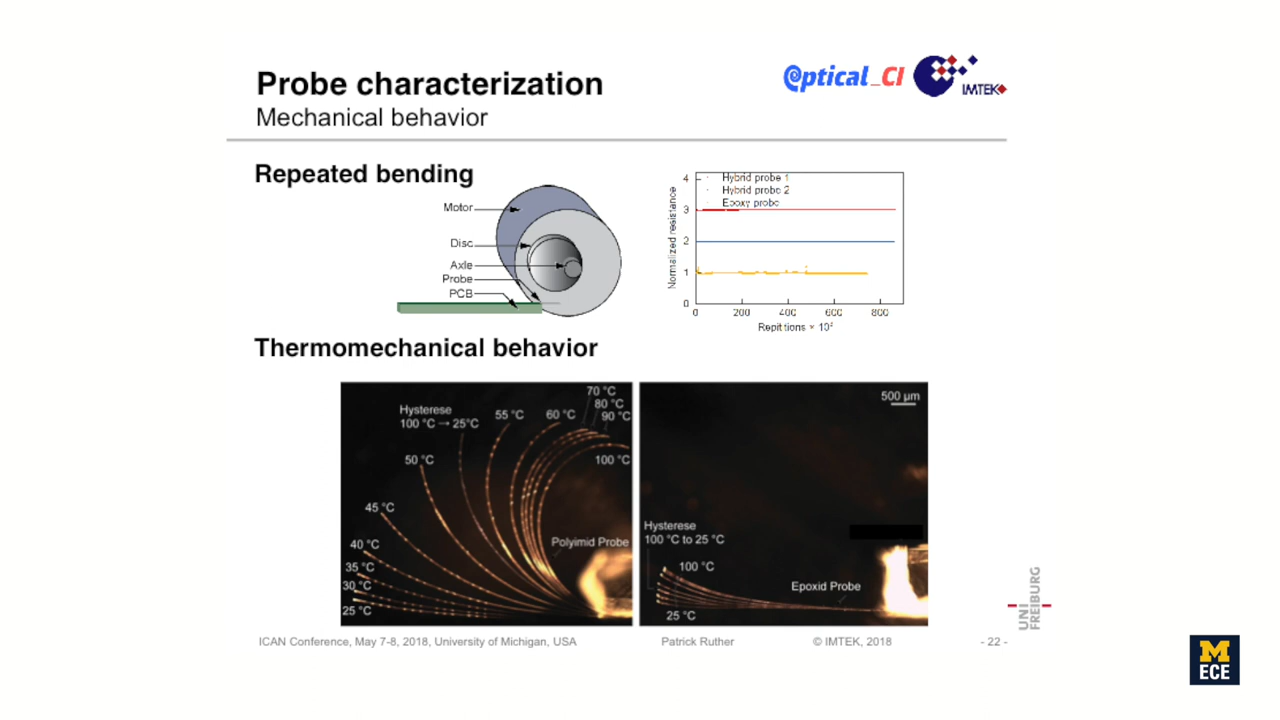 Probe characterization
Mechanical behavior
Optical_CI
IMTEK
Repeated bending
Motor
Disc
Axle
Probe
PCB
Normalized resistance
4
3
2
1
0
Hybrid probe 1
Hybrid probe 2
Epoxy probe
0 200 400 600 800
Thermomechanical behavior
Hysterese
100 °C → 25°C
55 °C
60 °C
70 °C
80 °C
90 °C
50 °C
100 °C
45 °C
40 °C
35 °C
30 °C
25 °C
Polyimid Probe
500 µm
Hysterese
100 °C to 25 °C
100 °C
25 °C
Epoxid Probe
UNI
FREIBURG
ICAN Conference, May 7-8, 2018, University of Michigan, USA
Patrick Ruther
© IMTEK, 2018
- 22 -
M
ECE